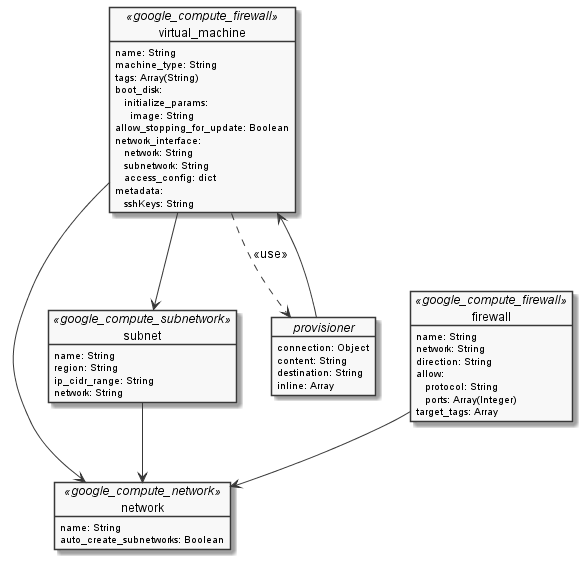 «google_compute_firewall»
virtual_machine
name: String
machine_type: String
tags: Array(String)
boot_disk:
initialize_params:
image: String
allow_stopping_for_update: Boolean
network_interface:
network: String
subnetwork: String
access_config: dict
metadata:
sshKeys: String
«use»
«google_compute_subnetwork»
subnet
name: String
region: String
ip_cidr_range: String
network: String
provisioner
connection: Object
content: String
destination: String
inline: Array
«google_compute_firewall»
firewall
name: String
network: String
direction: String
allow:
protocol: String
ports: Array(Integer)
target_tags: Array
«google_compute_network»
network
name: String
auto_create_subnetworks: Boolean